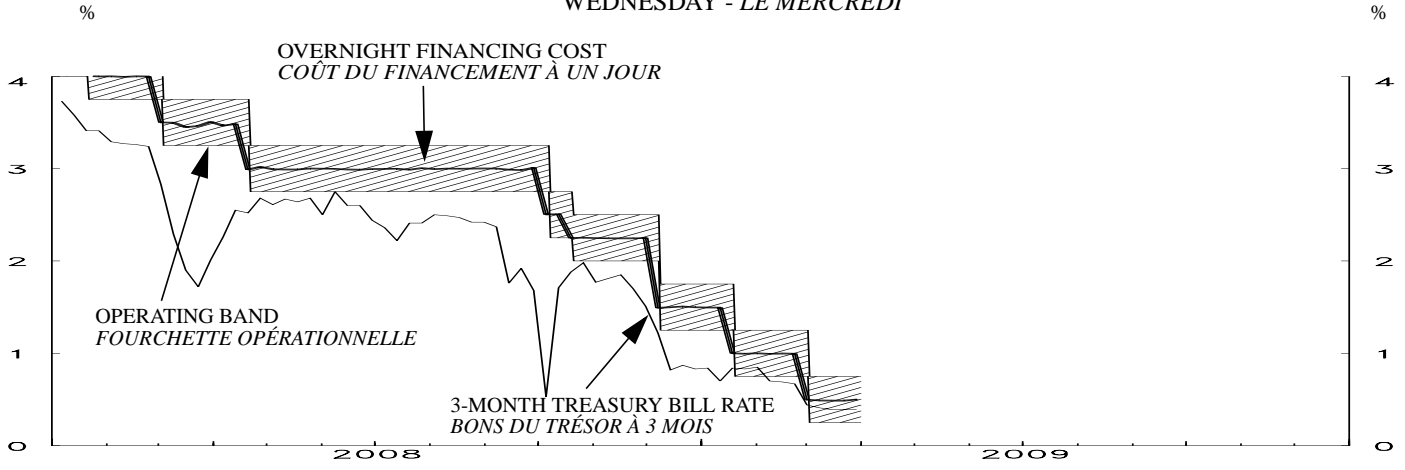 WEDNESDAY - LE MERCREDI
% %
OVERNIGHT FINANCING COST
COÛT DU FINANCEMENT À UN JOUR
4 4
3 3
2 2
OPERATING BAND
FOURCHETTE OPÉRATIONNELLE
1 1
3-MONTH TREASURY BILL RATE
BONS DU TRÉSOR À 3 MOIS
0 0
2008 2009